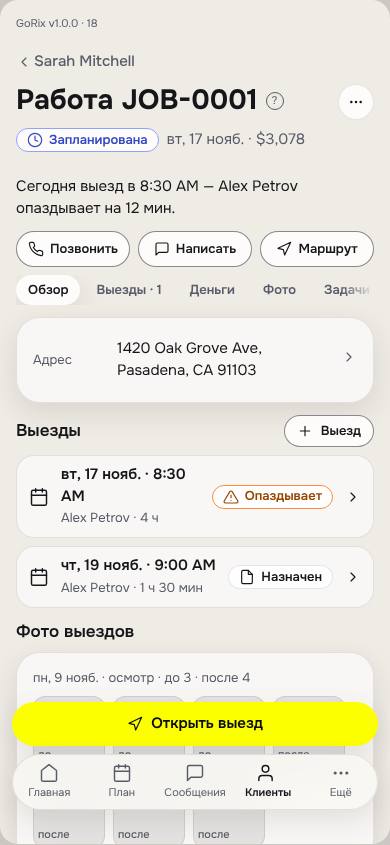 GoRix v1.0.0 · 18
Sarah Mitchell
Работа JOB-0001 ?
Запланирована вт, 17 нояб. · $3,078
Сегодня выезд в 8:30 AM — Alex Petrov
опаздывает на 12 мин.
Позвонить Написать Маршрут
Обзор Выезды · 1 Деньги Фото Задачи
Адрес
1420 Oak Grove Ave,
Pasadena, CA 91103
Выезды + Выезд
вт, 17 нояб. · 8:30
AM
Опаздывает
Alex Petrov · 4 ч
чт, 19 нояб. · 9:00 AM
Назначен
Alex Petrov · 1 ч 30 мин
Фото выездов
пн, 9 нояб. · осмотр · до 3 · после 4
Открыть выезд
Главная План Сообщения Клиенты Ещё
после после после